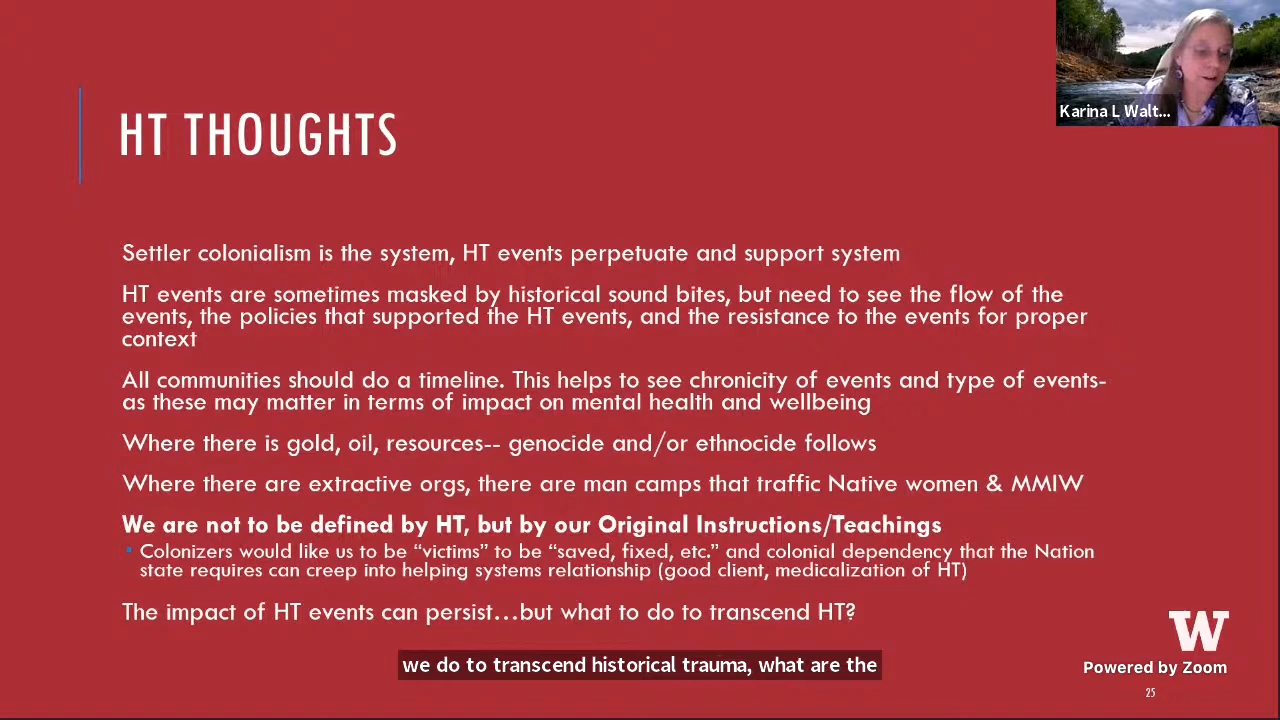 Karina L Walt...
HT THOUGHTS
Settler colonialism is the system, HT events perpetuate and support system
HT events are sometimes masked by historical sound bites, but need to see the flow of the
events, the policies that supported the HT events, and the resistance to the events for proper
context
All communities should do a timeline. This helps to see chronicity of events and type of events-
as these may matter in terms of impact on mental health and wellbeing
Where there is gold, oil, resources-- genocide and/or ethnocide follows
Where there are extractive orgs, there are man camps that traffic Native women & MMIW
We are not to be defined by HT, but by our Original Instructions/Teachings
Colonizers would like us to be “victims” to be “saved, fixed, etc.” and colonial dependency that the Nation
state requires can creep into helping systems relationship (good client, medicalization of HT)
The impact of HT events can persist...but what to do to transcend HT?
we do to transcend historical trauma, what are the
W
Powered by Zoom
25